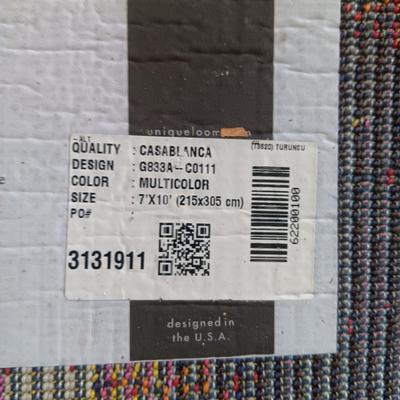 uniqueloom
(T3620) TURUNCU
QUALITY : CASABLANCA
DESIGN : G833A-- C0111
COLOR : MULTICOLOR
SIZE : 7'X10' (215x305 cm)
PO#
62200100
3131911
designed in
the U.S.A.